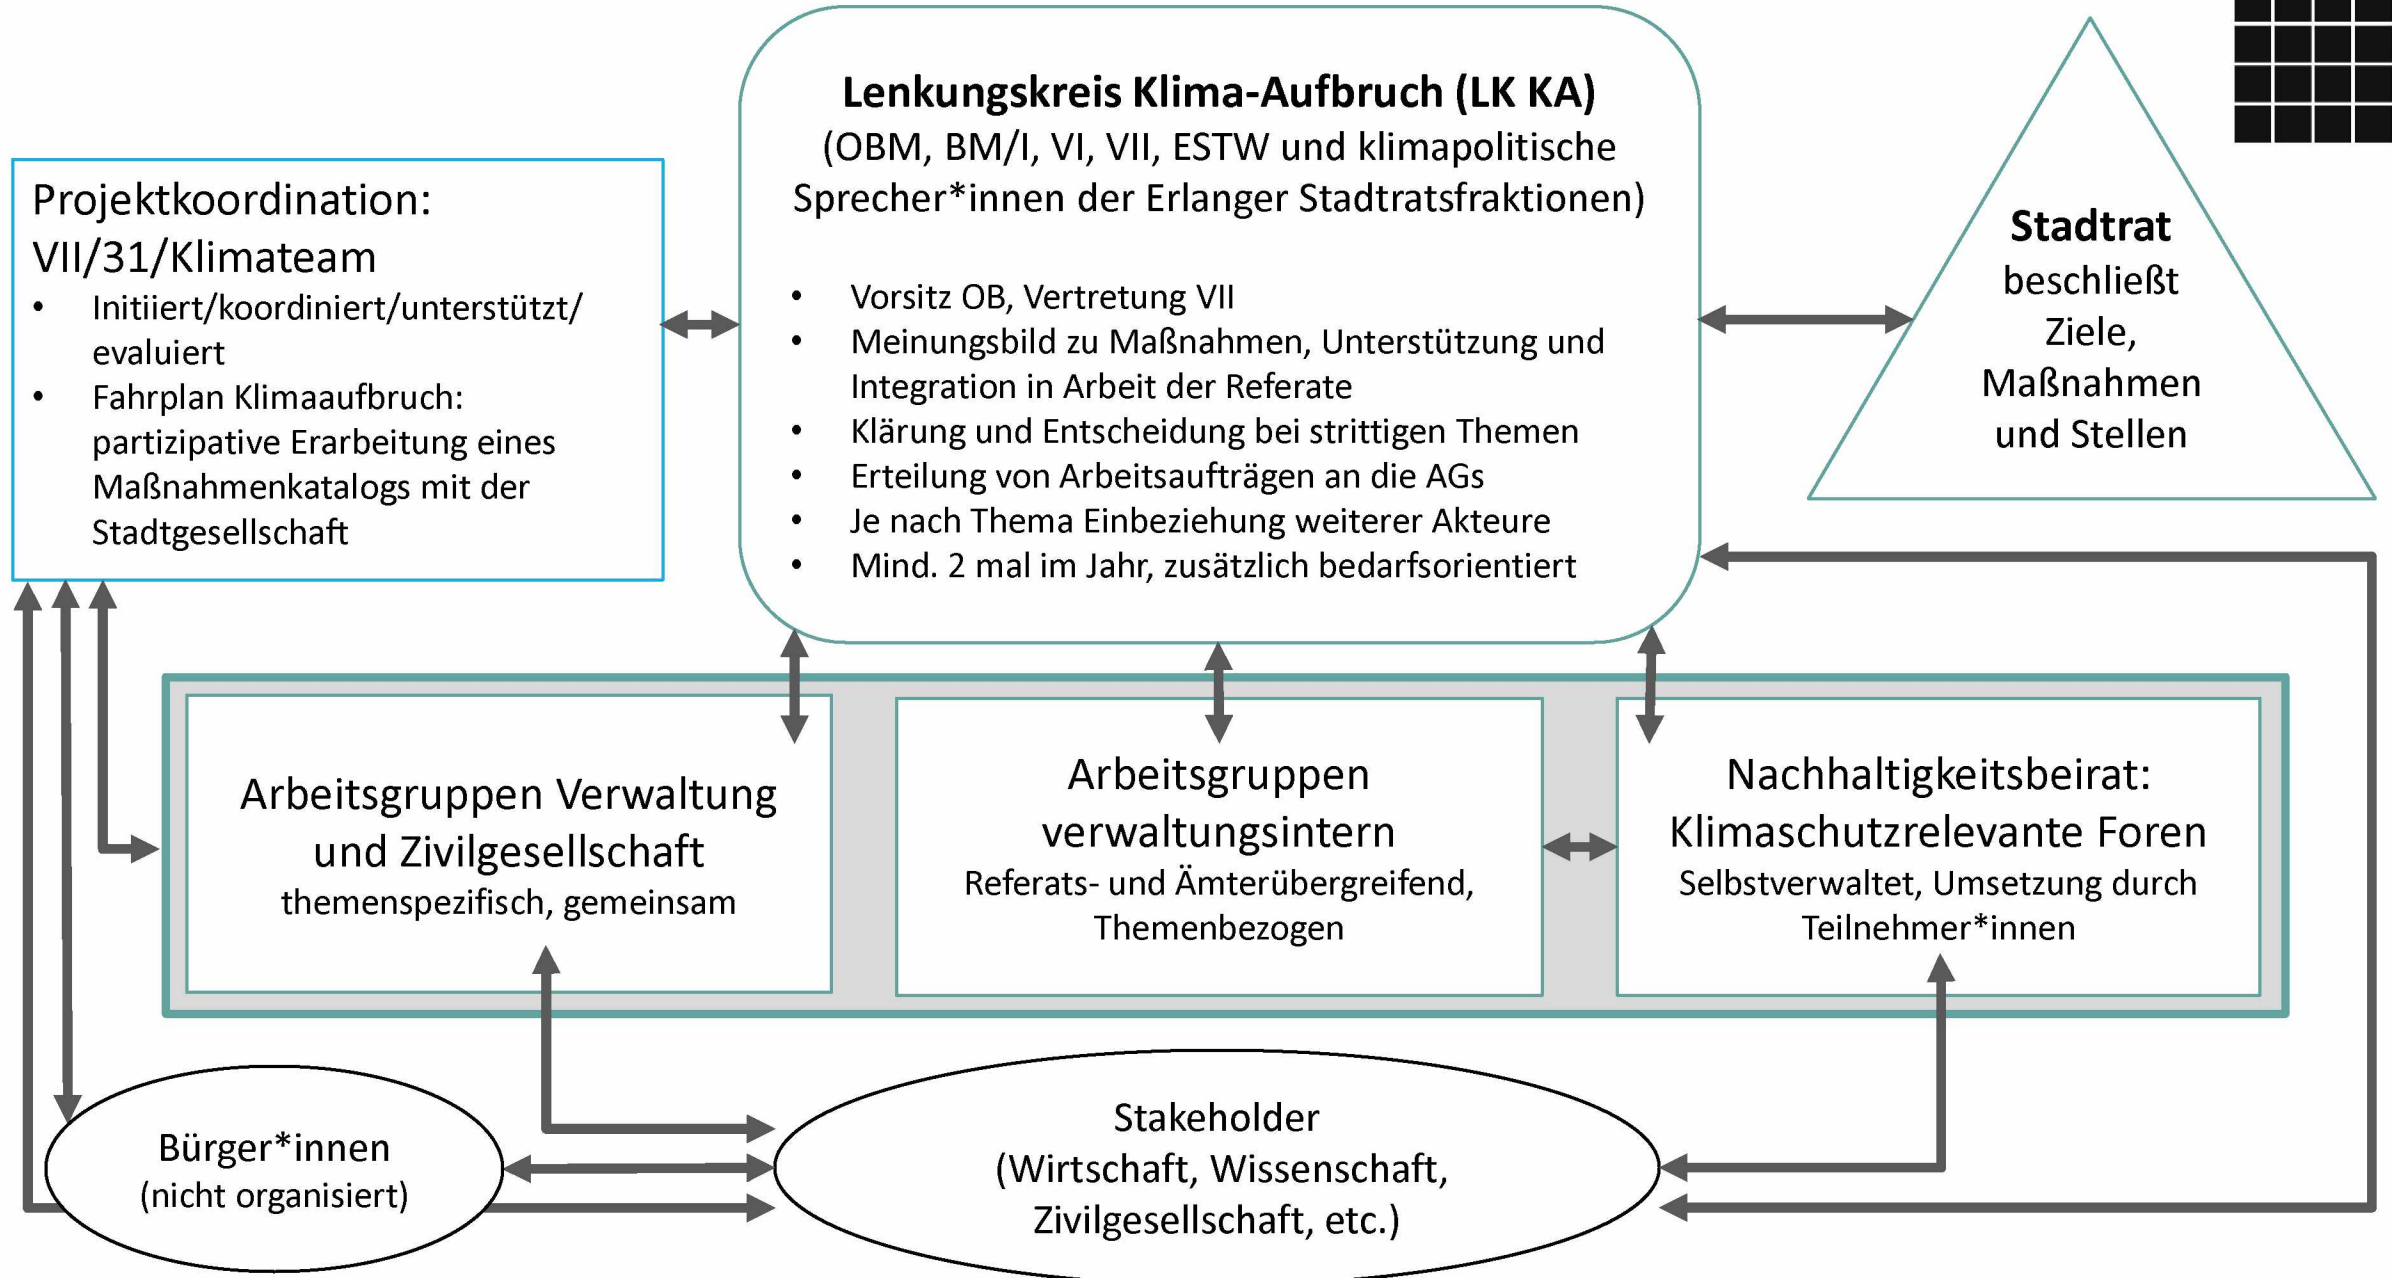 Lenkungskreis Klima-Aufbruch (LK KA)
(OBM, BM/I, VI, VII, ESTW und klimapolitische
Sprecher*innen der Erlanger Stadtratsfraktionen)
• Vorsitz OB, Vertretung VII
• Meinungsbild zu Maßnahmen, Unterstützung und
Integration in Arbeit der Referate
• Klärung und Entscheidung bei strittigen Themen
• Erteilung von Arbeitsaufträgen an die AGs
• Je nach Thema Einbeziehung weiterer Akteure
• Mind. 2 mal im Jahr, zusätzlich bedarfsorientiert
Projektkoordination:
VII/31/Klimateam
• Initiiert/koordiniert/unterstützt/
evaluiert
• Fahrplan Klimaaufbruch:
partizipative Erarbeitung eines
Maßnahmenkatalogs mit der
Stadtgesellschaft
Stadtrat
beschließt
Ziele,
Maßnahmen
und Stellen
Arbeitsgruppen Verwaltung
und Zivilgesellschaft
themenspezifisch, gemeinsam
Arbeitsgruppen
verwaltungsintern
Referats- und Ämterübergreifend,
Themenbezogen
Nachhaltigkeitsbeirat:
Klimaschutzrelevante Foren
Selbstverwaltet, Umsetzung durch
Teilnehmer*innen
Bürger*innen
(nicht organisiert)
Stakeholder
(Wirtschaft, Wissenschaft,
Zivilgesellschaft, etc.)